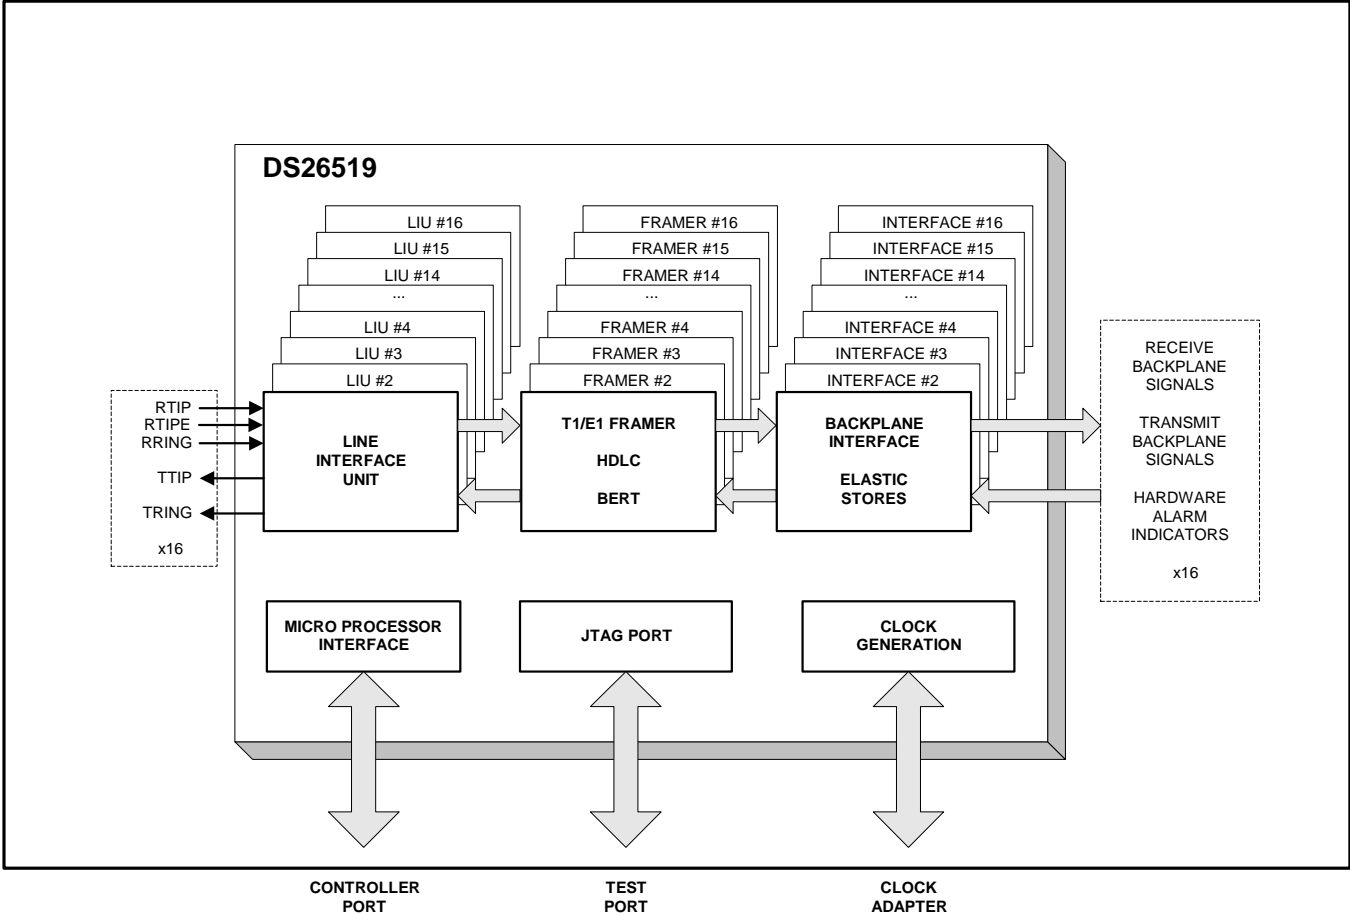 DS26519
LIU #16
LIU #15
LIU #14
...
LIU #4
LIU #3
LIU #2
LINE
INTERFACE
UNIT
FRAMER #16
FRAMER #15
FRAMER #14
...
FRAMER #4
FRAMER #3
FRAMER #2
T1/E1 FRAMER
HDLC
BERT
INTERFACE #16
INTERFACE #15
INTERFACE #14
...
INTERFACE #4
INTERFACE #3
INTERFACE #2
BACKPLANE
INTERFACE
ELASTIC
STORES
RTIP
RTIPE
RRING
TTIP
TRING
x16
RECEIVE
BACKPLANE
SIGNALS
TRANSMIT
BACKPLANE
SIGNALS
HARDWARE
ALARM
INDICATORS
x16
MICRO PROCESSOR
INTERFACE
JTAG PORT
CLOCK
GENERATION
CONTROLLER
PORT
TEST
PORT
CLOCK
ADAPTER